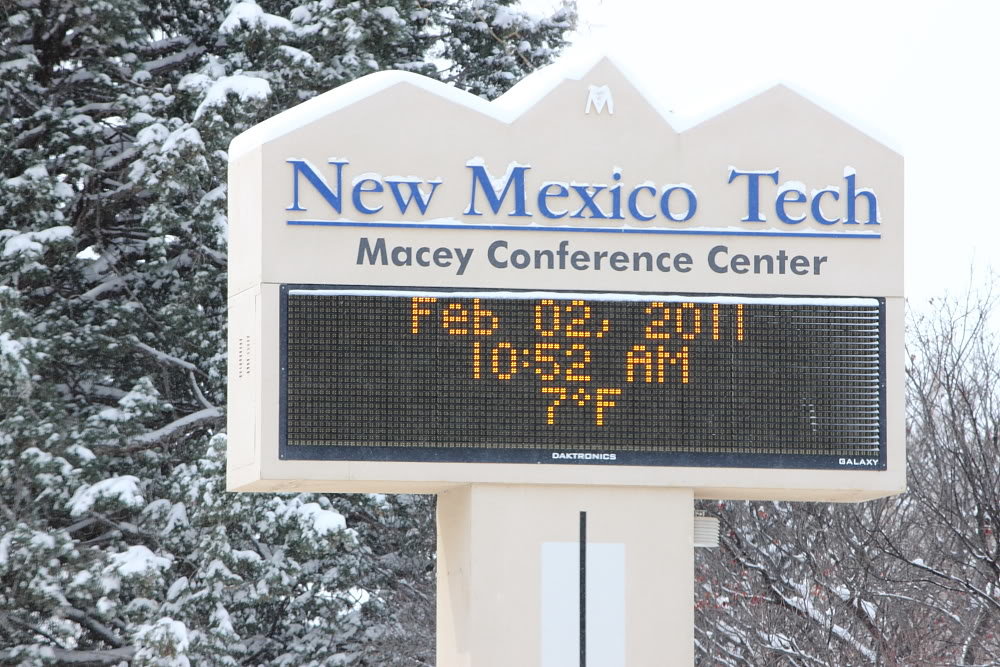 M
New Mexico Tech
Macey Conference Center
Feb 02, 2011
10:52 AM
7°F
DAKTRONICS
GALAXY